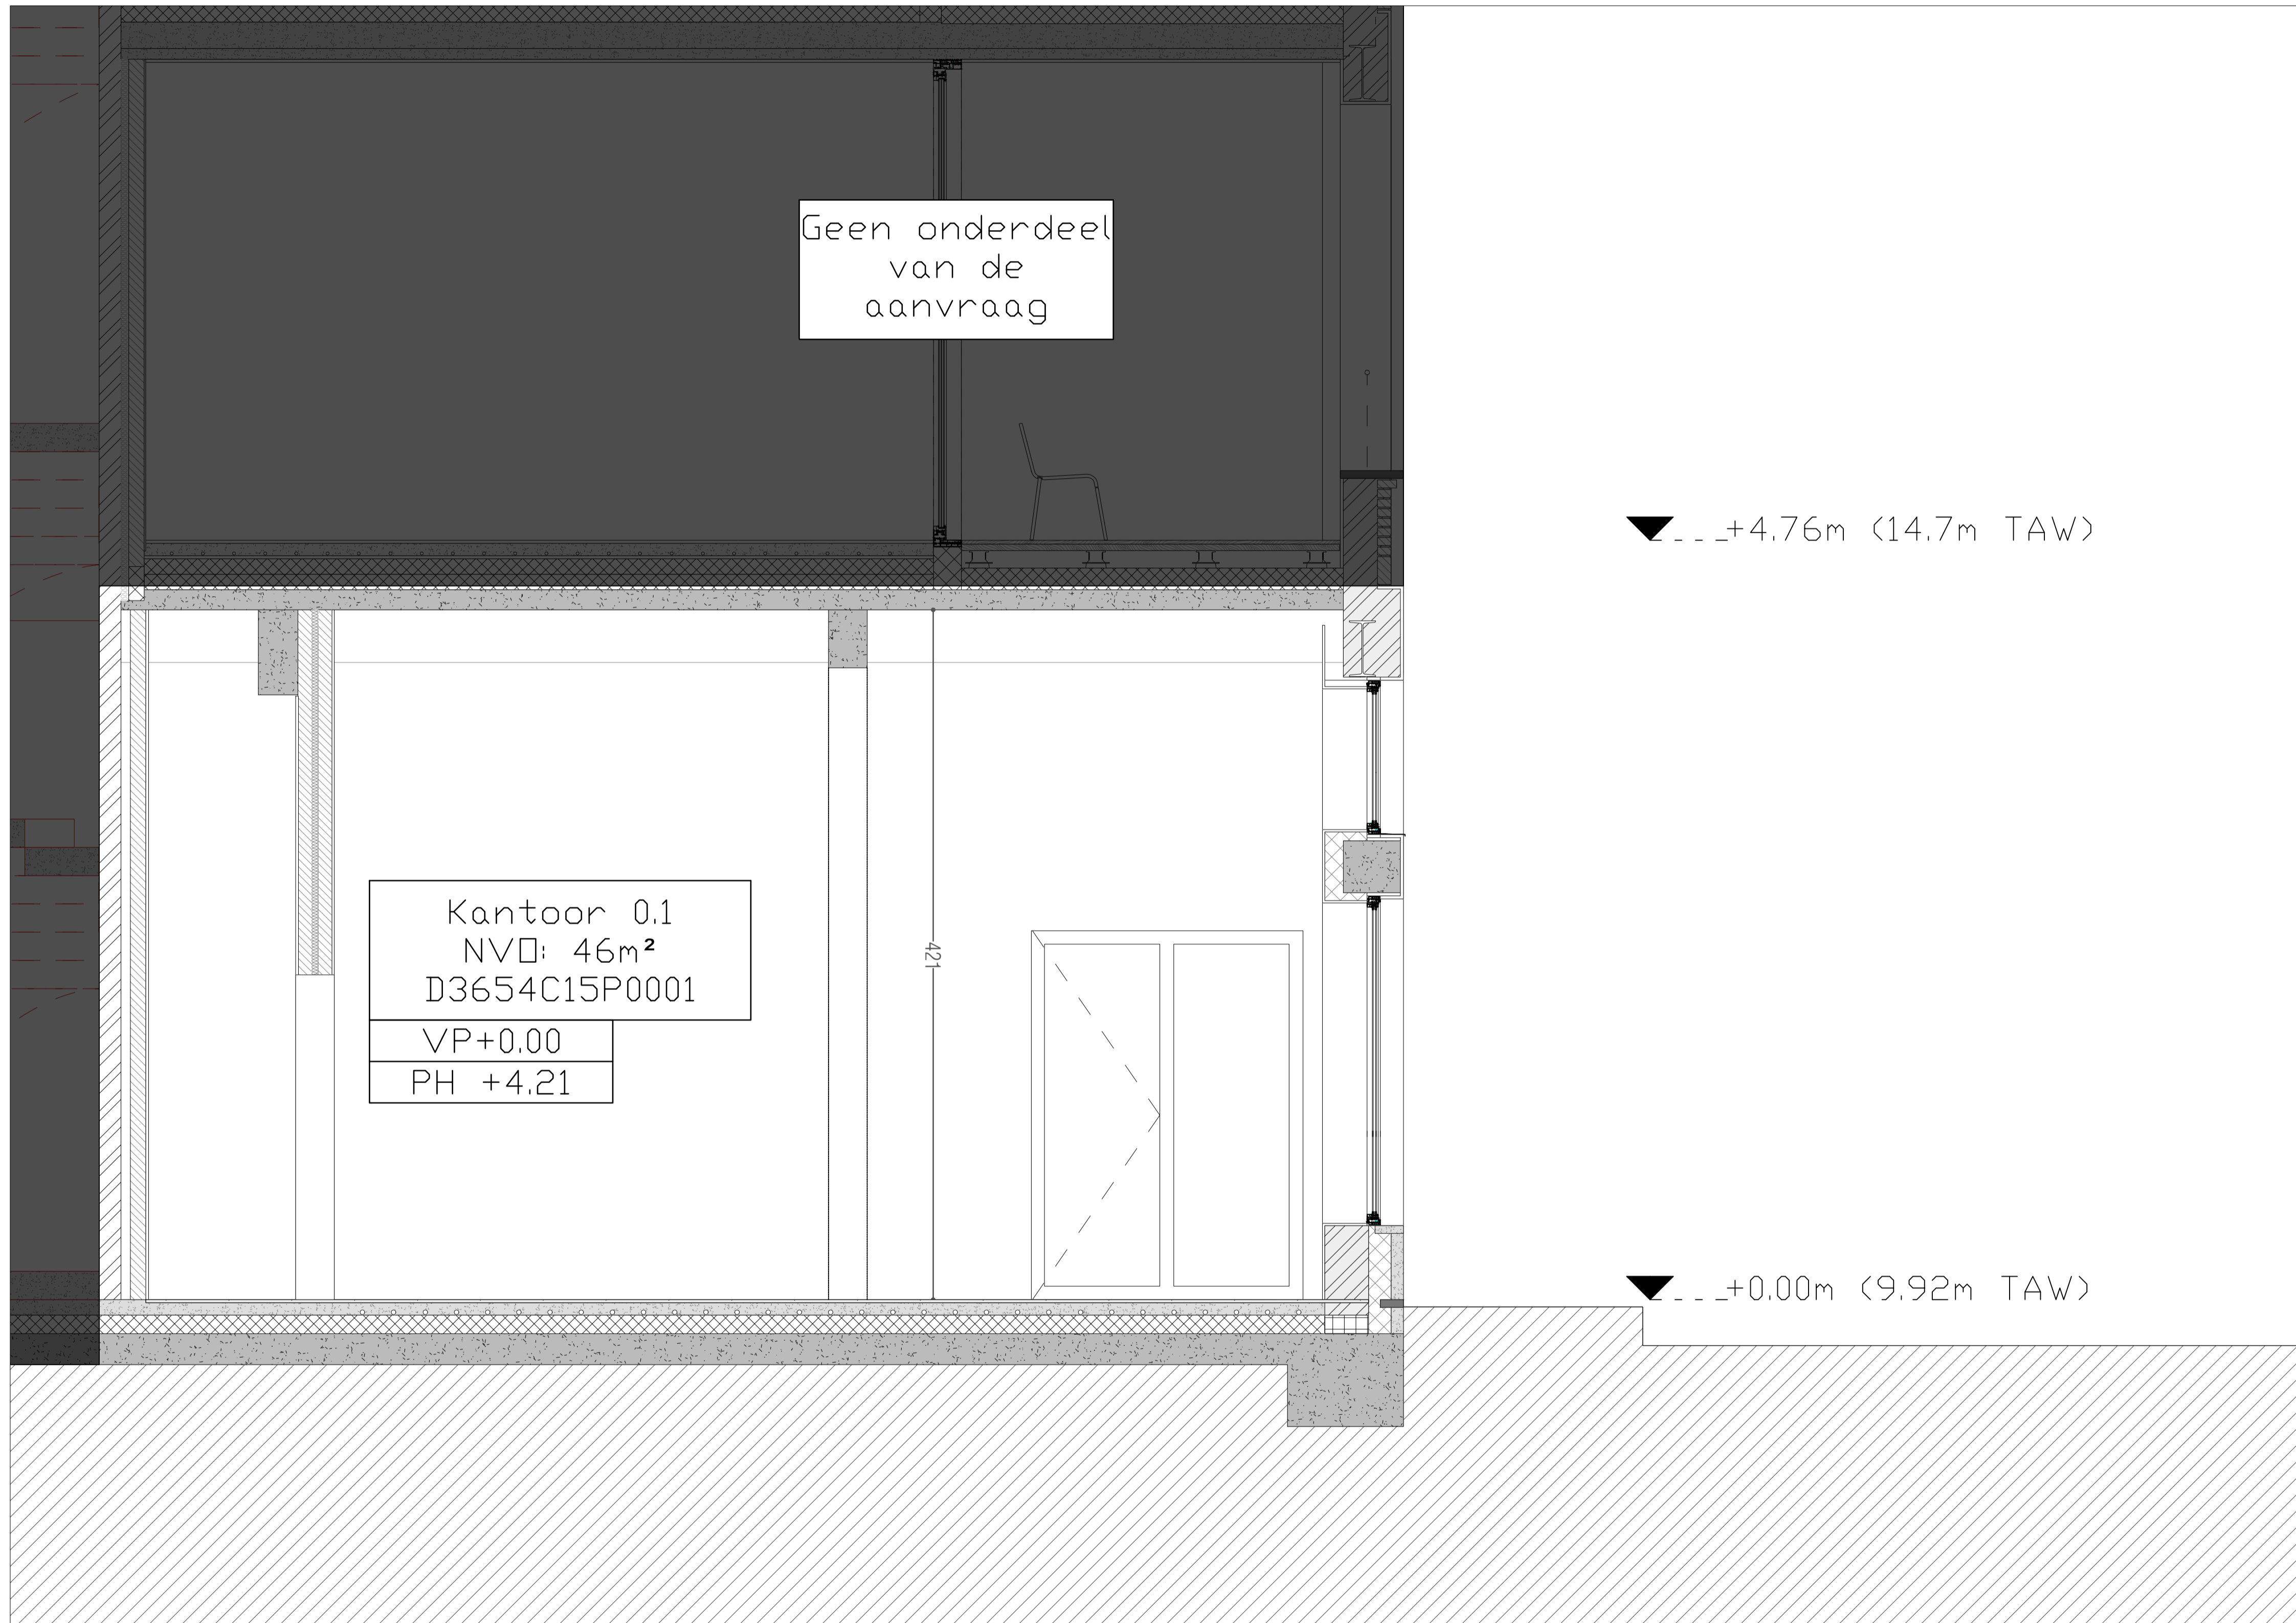 Geen onderdeel
van de
aanvraag
+4.76m (14.7m TAW)
Kantoor 0.1
NVO: 46m²
D3654C15P0001
VP+0.00
PH +4.21
421
+0.00m (9.92m TAW)